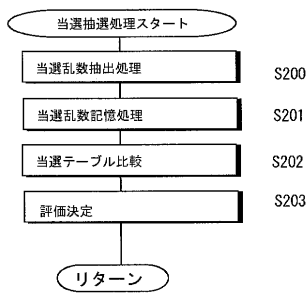 当選抽選処理スタート
当選乱数抽出処理 S200
当選乱数記憶処理 S201
当選テーブル比較 S202
評価決定 S203
リターン